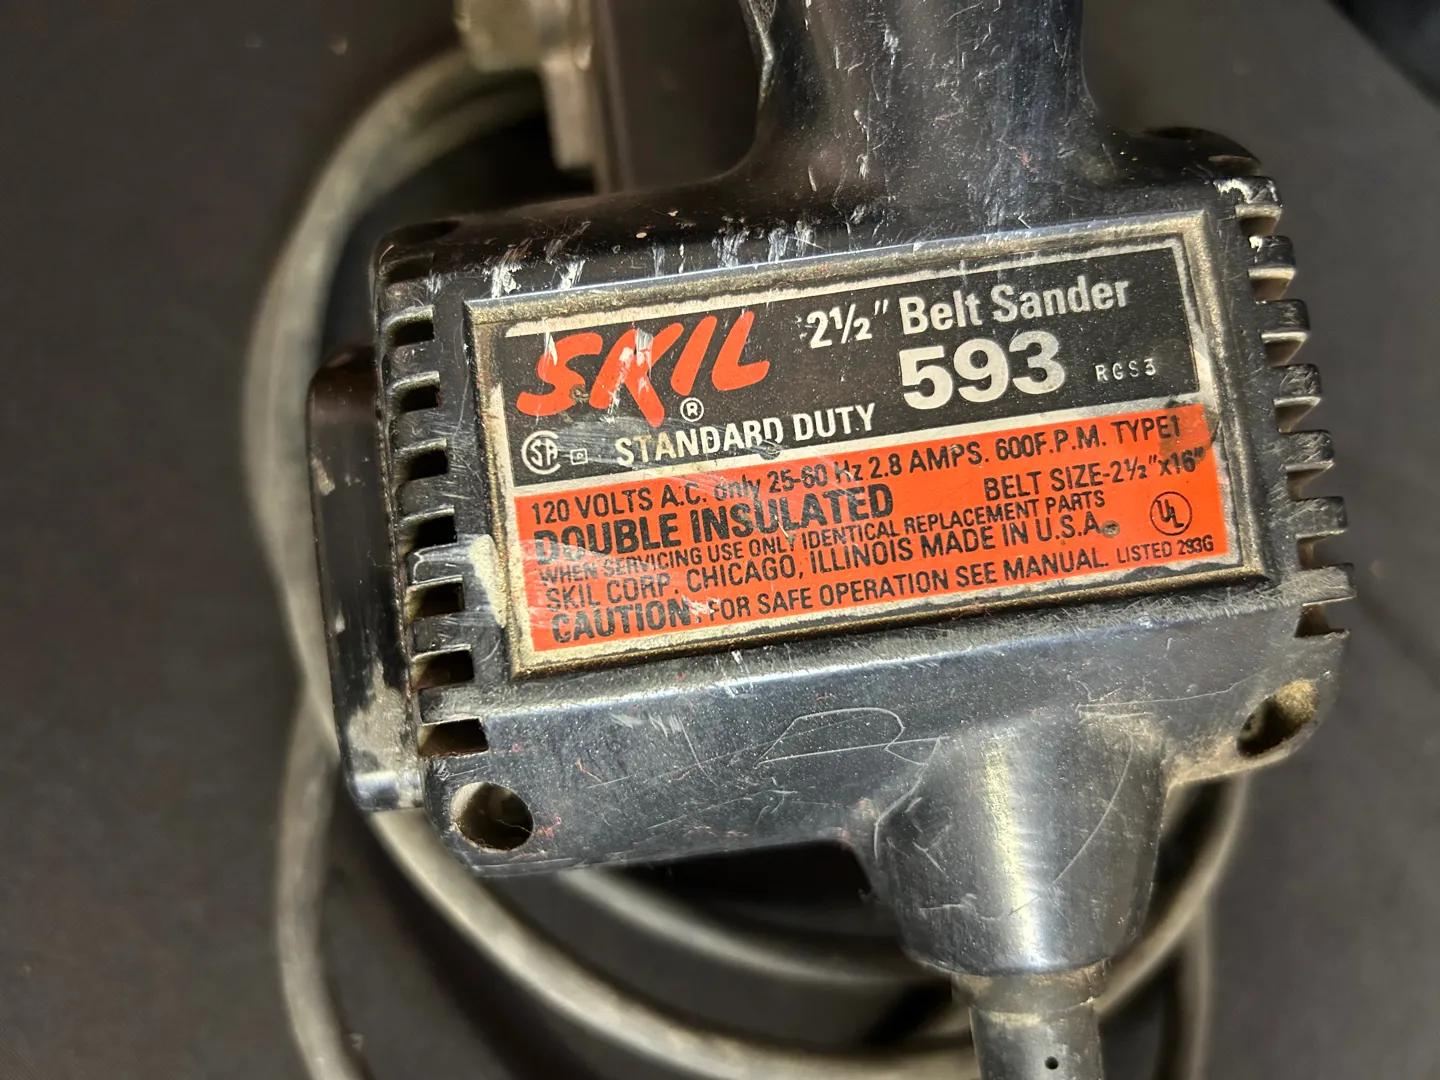 SKIL®
2½" Belt Sander
593 RGS3
SA STANDARD DUTY
120 VOLTS A.C. only 25-60 Hz 2.8 AMPS. 600F.P.M. TYPE1
DOUBLE INSULATED BELT SIZE-2½"x16"
WHEN SERVICING USE ONLY IDENTICAL REPLACEMENT PARTS
SKIL CORP. CHICAGO, ILLINOIS MADE IN U.S.A. UL
CAUTION: FOR SAFE OPERATION SEE MANUAL. LISTED 293G